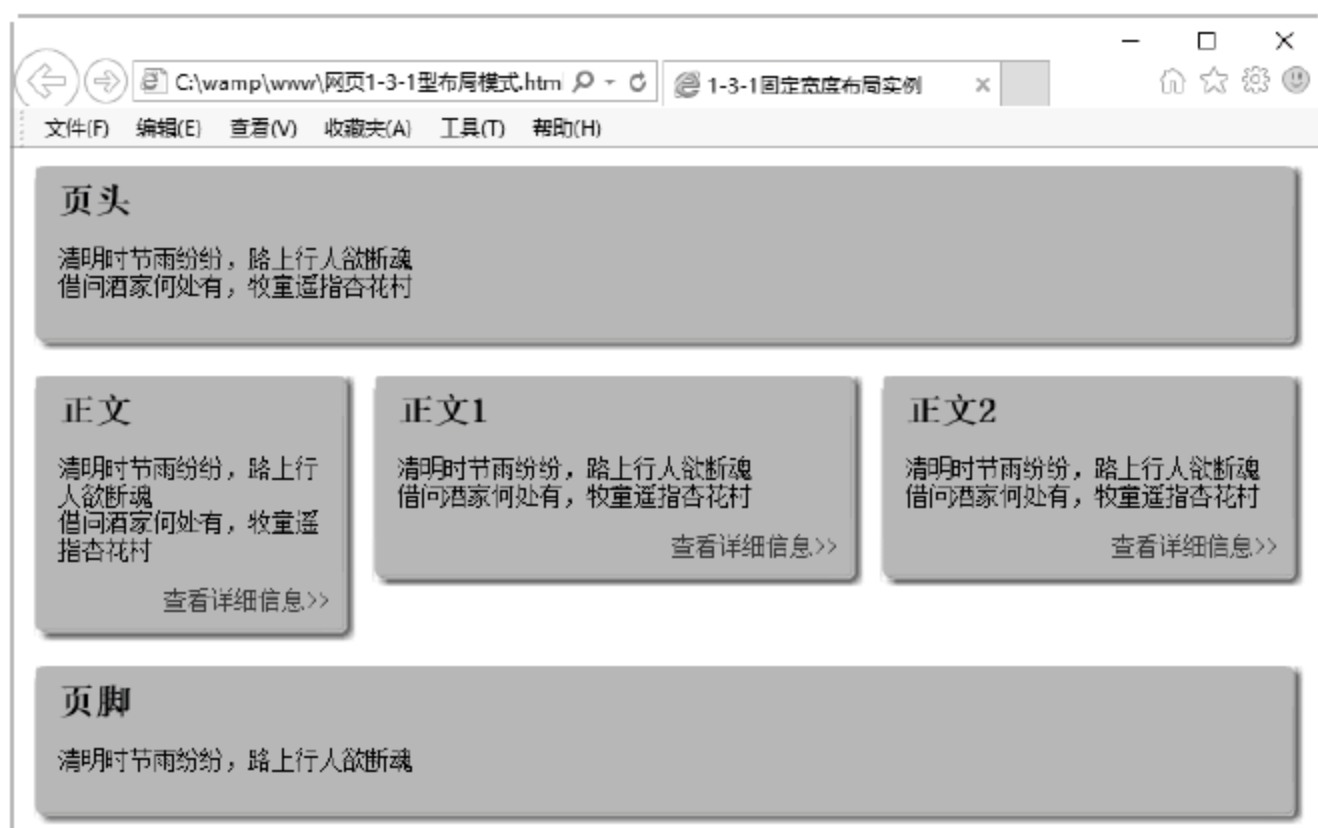 C:\wamp\www\网页1-3-1型布局模式.htm
1-3-1固定宽度布局实例
文件(F) 编辑(E) 查看(V) 收藏夹(A) 工具(T) 帮助(H)
页头
清明时节雨纷纷，路上行人欲断魂
借问酒家何处有，牧童遥指杏花村
正文
清明时节雨纷纷，路上行
人欲断魂
借问酒家何处有，牧童遥
指杏花村
查看详细信息>>
正文1
清明时节雨纷纷，路上行人欲断魂
借问酒家何处有，牧童遥指杏花村
查看详细信息>>
正文2
清明时节雨纷纷，路上行人欲断魂
借问酒家何处有，牧童遥指杏花村
查看详细信息>>
页脚
清明时节雨纷纷，路上行人欲断魂